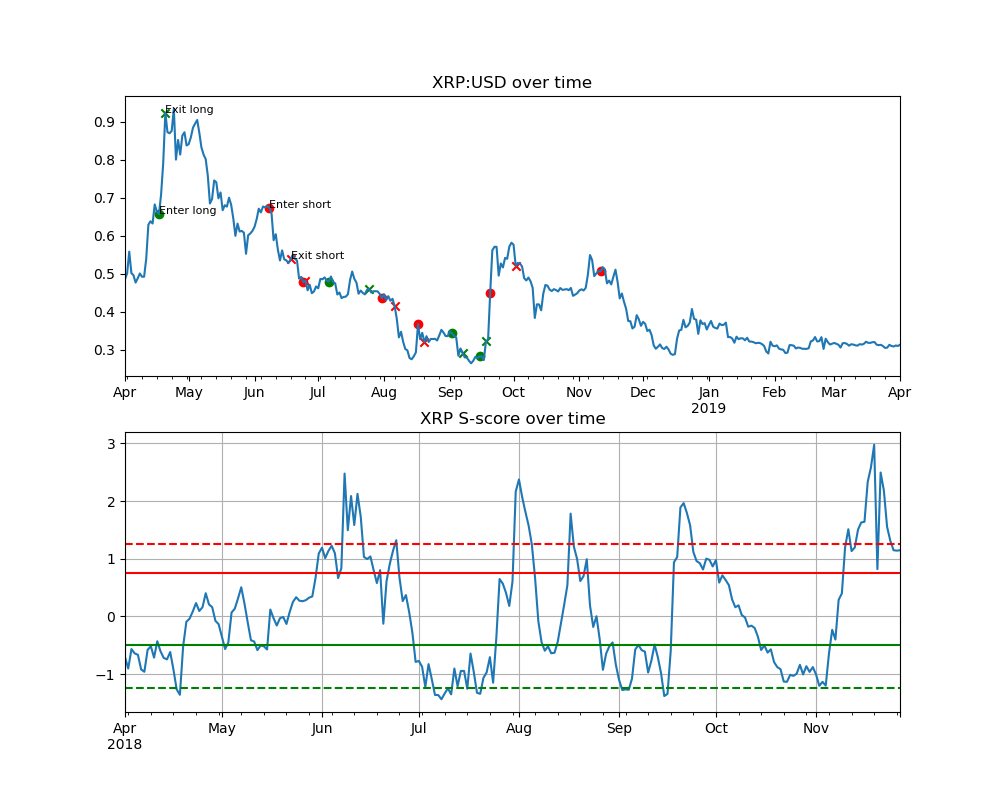 XRP:USD over time
0.9
0.8
0.7
0.6
0.5
0.4
0.3
Exit long
Enter long
Enter short
Exit short
Apr May Jun Jul Aug Sep Oct Nov Dec Jan Feb Mar Apr
2019
XRP S-score over time
3
2
1
0
−1
Apr May Jun Jul Aug Sep Oct Nov
2018